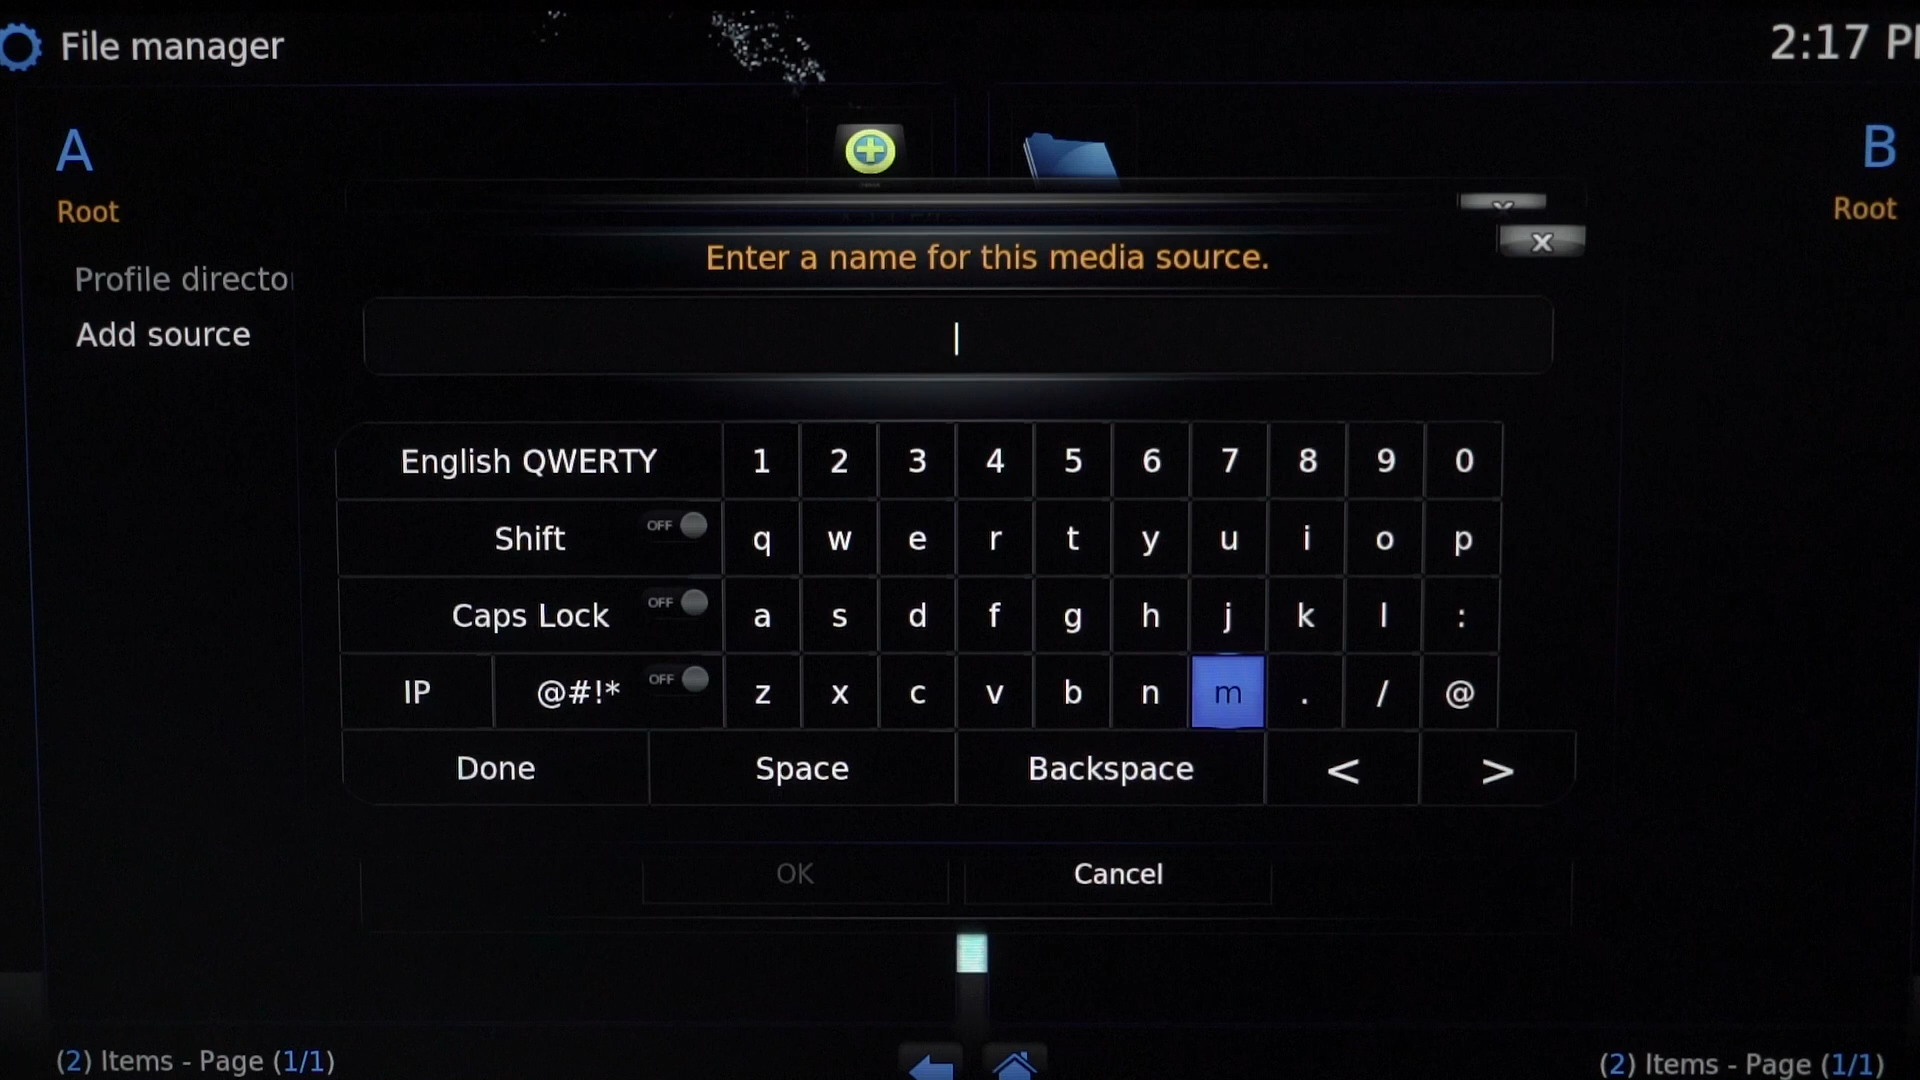 File manager
2:17 P
A
B
Root
Root
Profile directo
Add source
Enter a name for this media source.
x
English QWERTY 1 2 3 4 5 6 7 8 9 0
Shift OFF q w e r t y u i o p
Caps Lock OFF a s d f g h j k l :
IP @#!* OFF z x c v b n m . / @
Done Space Backspace < >
OK Cancel
(2) Items - Page (1/1)
(2) Items - Page (1/1)